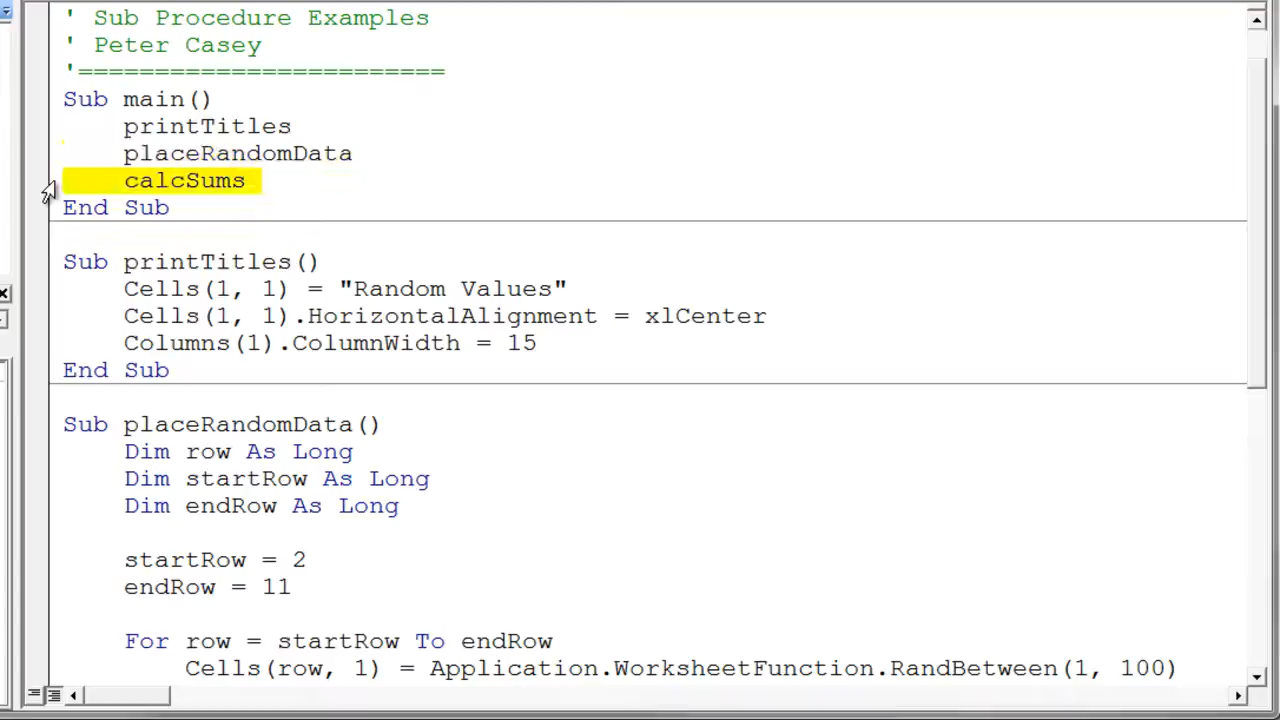 ' Sub Procedure Examples
' Peter Casey
'========================
Sub main()
    printTitles
    placeRandomData
    calcSums
End Sub
Sub printTitles()
    Cells(1, 1) = "Random Values"
    Cells(1, 1).HorizontalAlignment = xlCenter
    Columns(1).ColumnWidth = 15
End Sub
Sub placeRandomData()
    Dim row As Long
    Dim startRow As Long
    Dim endRow As Long
    startRow = 2
    endRow = 11
    For row = startRow To endRow
        Cells(row, 1) = Application.WorksheetFunction.RandBetween(1, 100)